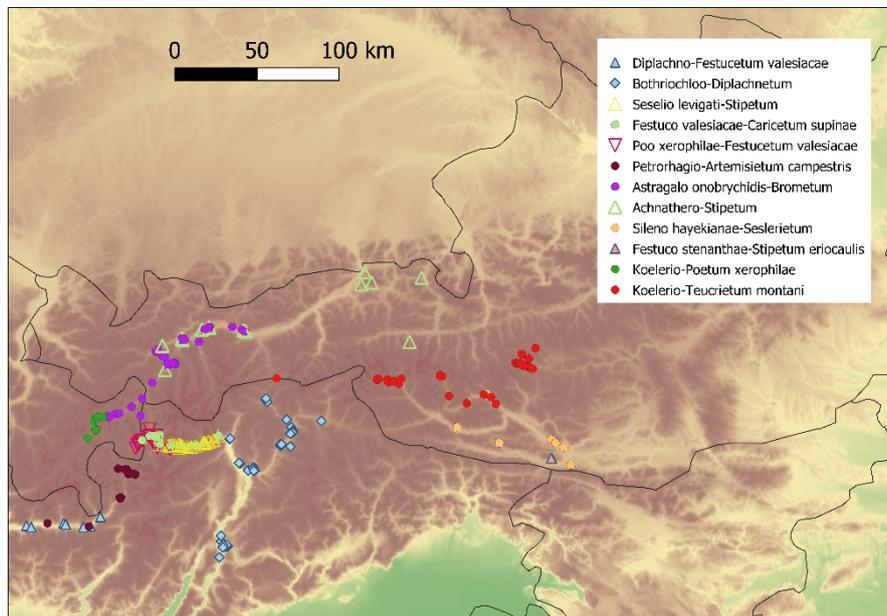 0 50 100 km
Diplachno-Festucetum valesiacae
Bothriochloo-Diplachnetum
Seselio levigati-Stipetum
Festuco valesiacae-Caricetum supinae
Poo xerophilae-Festucetum valesiacae
Petrorhagio-Artemisietum campestris
Astragalo onobrychidis-Brometum
Achnathero-Stipetum
Sileno hayekianae-Seslerietum
Festuco stenanthae-Stipetum eriocaulis
Koelerio-Poetum xerophilae
Koelerio-Teucrietum montani